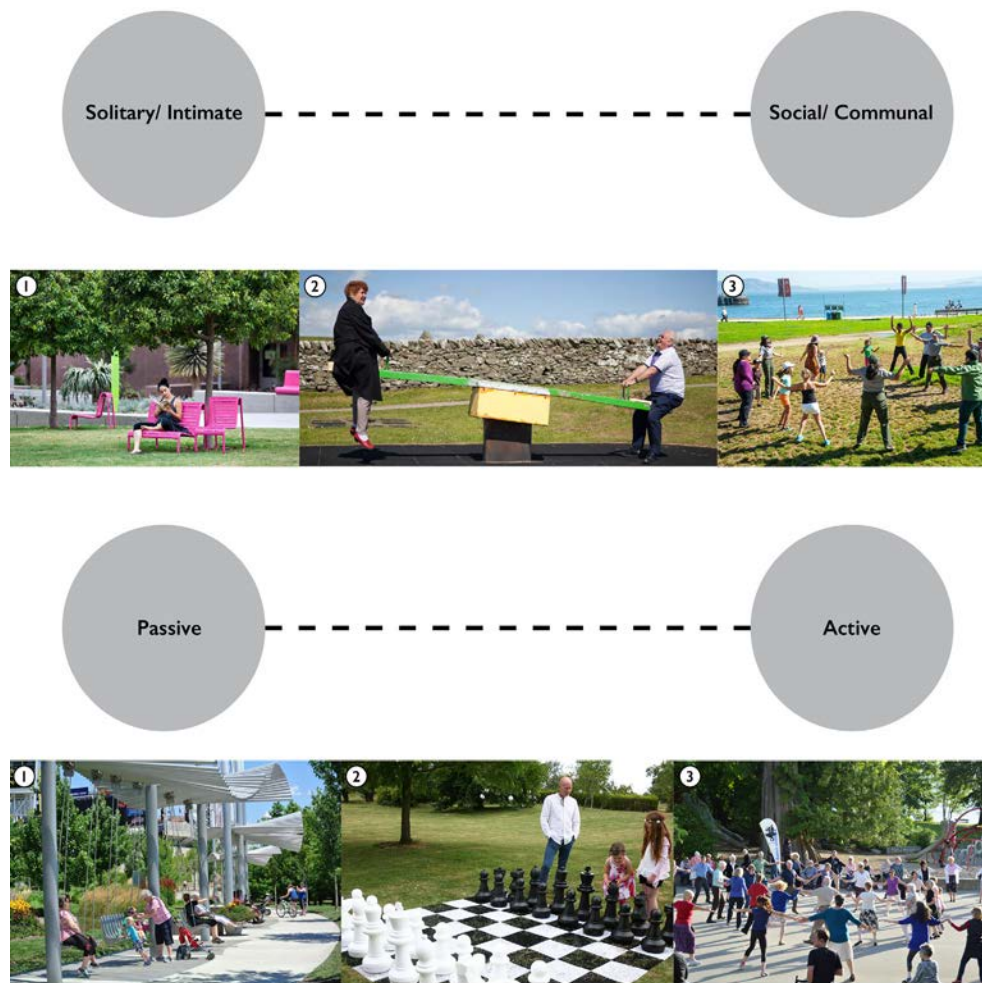 Solitary/ Intimate
Social/ Communal
1
2
3
Passive
Active
1
2
3